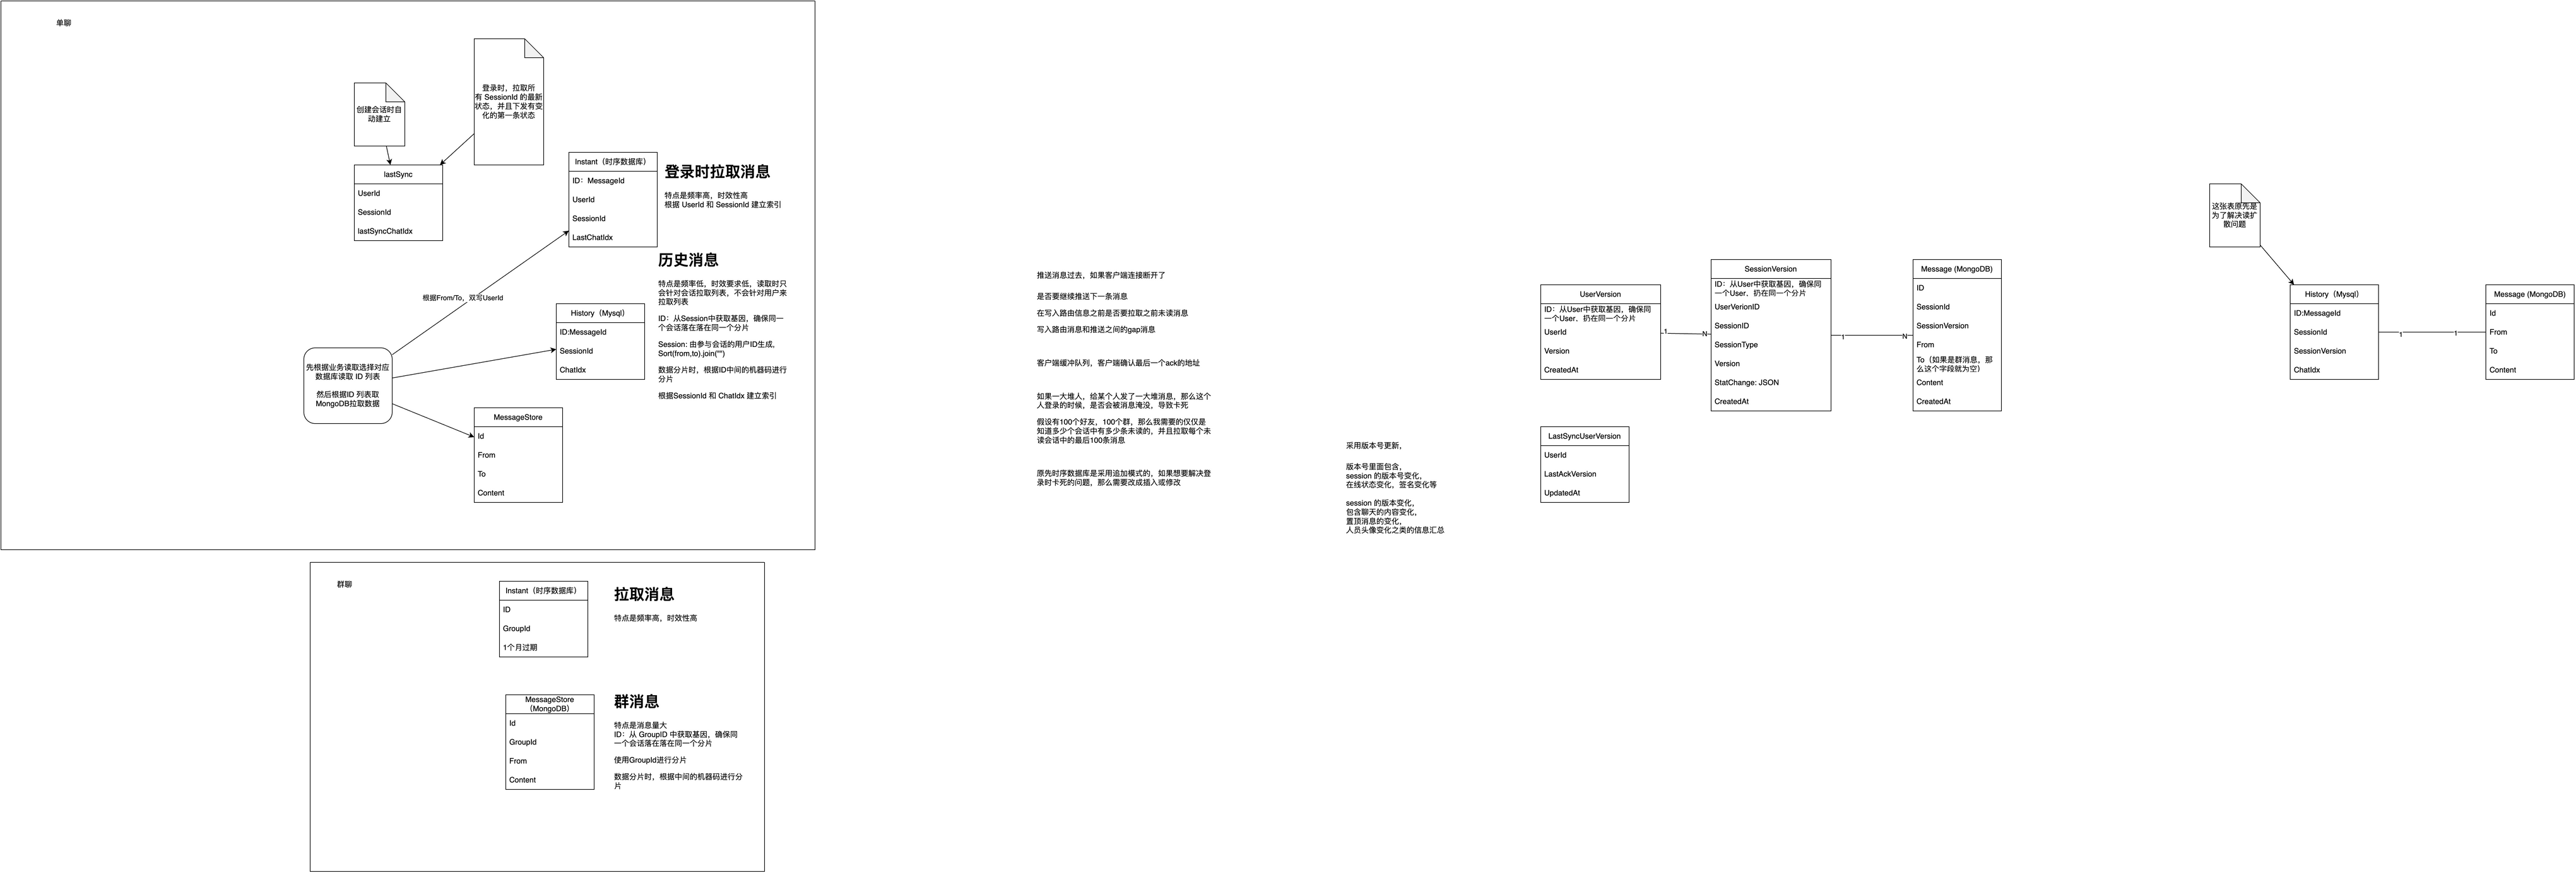 单聊
登录时，拉取所
有 SessionId 的最新
状态，并且下发有变
化的第一条状态
创建会话时自
动建立
lastSync
UserId
SessionId
lastSyncChatIdx
Instant（时序数据库）
ID：MessageId
UserId
SessionId
LastChatIdx
登录时拉取消息
特点是频率高，时效性高
根据 UserId 和 SessionId 建立索引
历史消息
特点是频率低，时效要求低，读取时只
会针对会话拉取列表，不会针对用户来
拉取列表
ID：从Session中获取基因，确保同一
个会话落在落在同一个分片
Session: 由参与会话的用户ID生成，
Sort(from,to).join("")
数据分片时，根据ID中间的机器码进行
分片
根据SessionId 和 ChatIdx 建立索引
根据From/To，双写UserId
History（Mysql）
ID:MessageId
SessionId
ChatIdx
先根据业务读取选择对应
数据库读取 ID 列表
然后根据ID 列表取
MongoDB拉取数据
MessageStore
Id
From
To
Content
群聊
Instant（时序数据库）
ID
GroupId
1个月过期
拉取消息
特点是频率高，时效性高
MessageStore
（MongoDB）
Id
GroupId
From
Content
群消息
特点是消息量大
ID：从 GroupID 中获取基因，确保同
一个会话落在落在同一个分片
使用GroupId进行分片
数据分片时，根据中间的机器码进行分
片
推送消息过去，如果客户端连接断开了
是否要继续推送下一条消息
在写入路由信息之前是否要拉取之前未读消息
写入路由消息和推送之间的gap消息
客户端缓冲队列，客户端确认最后一个ack的地址
如果一大堆人，给某个人发了一大堆消息，那么这个
人登录的时候，是否会被消息淹没，导致卡死
假设有100个好友，100个群，那么我需要的仅仅是
知道多少个会话中有多少条未读的，并且拉取每个未
读会话中的最后100条消息
原先时序数据库是采用追加模式的，如果想要解决登
录时卡死的问题，那么需要改成插入或修改
采用版本号更新，
版本号里面包含，
session 的版本号变化，
在线状态变化，签名变化等
session 的版本变化，
包含聊天的内容变化，
置顶消息的变化，
人员头像变化之类的信息汇总
UserVersion
ID：从User中获取基因，确保同
一个User．扔在同一个分片
UserId
Version
CreatedAt
1
N
SessionVersion
ID：从User中获取基因，确保同
一个User．扔在同一个分片
UserVerionID
SessionID
SessionType
Version
StatChange: JSON
CreatedAt
1
N
Message (MongoDB)
ID
SessionId
SessionVersion
From
To（如果是群消息，那
么这个字段就为空）
Content
CreatedAt
LastSyncUserVersion
UserId
LastAckVersion
UpdatedAt
这张表原先是
为了解决读扩
散问题
History（Mysql）
ID:MessageId
SessionId
SessionVersion
ChatIdx
1
1
Message (MongoDB)
Id
From
To
Content